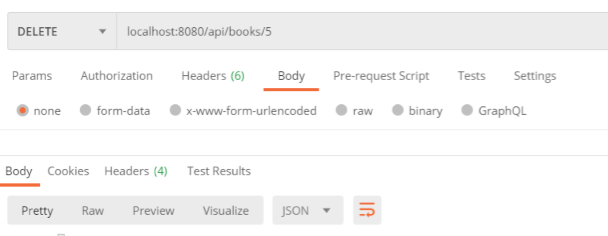 DELETE localhost:8080/api/books/5
Params Authorization Headers (6) Body Pre-request Script Tests Settings
none form-data x-www-form-urlencoded raw binary GraphQL
Body Cookies Headers (4) Test Results
Pretty Raw Preview Visualize JSON